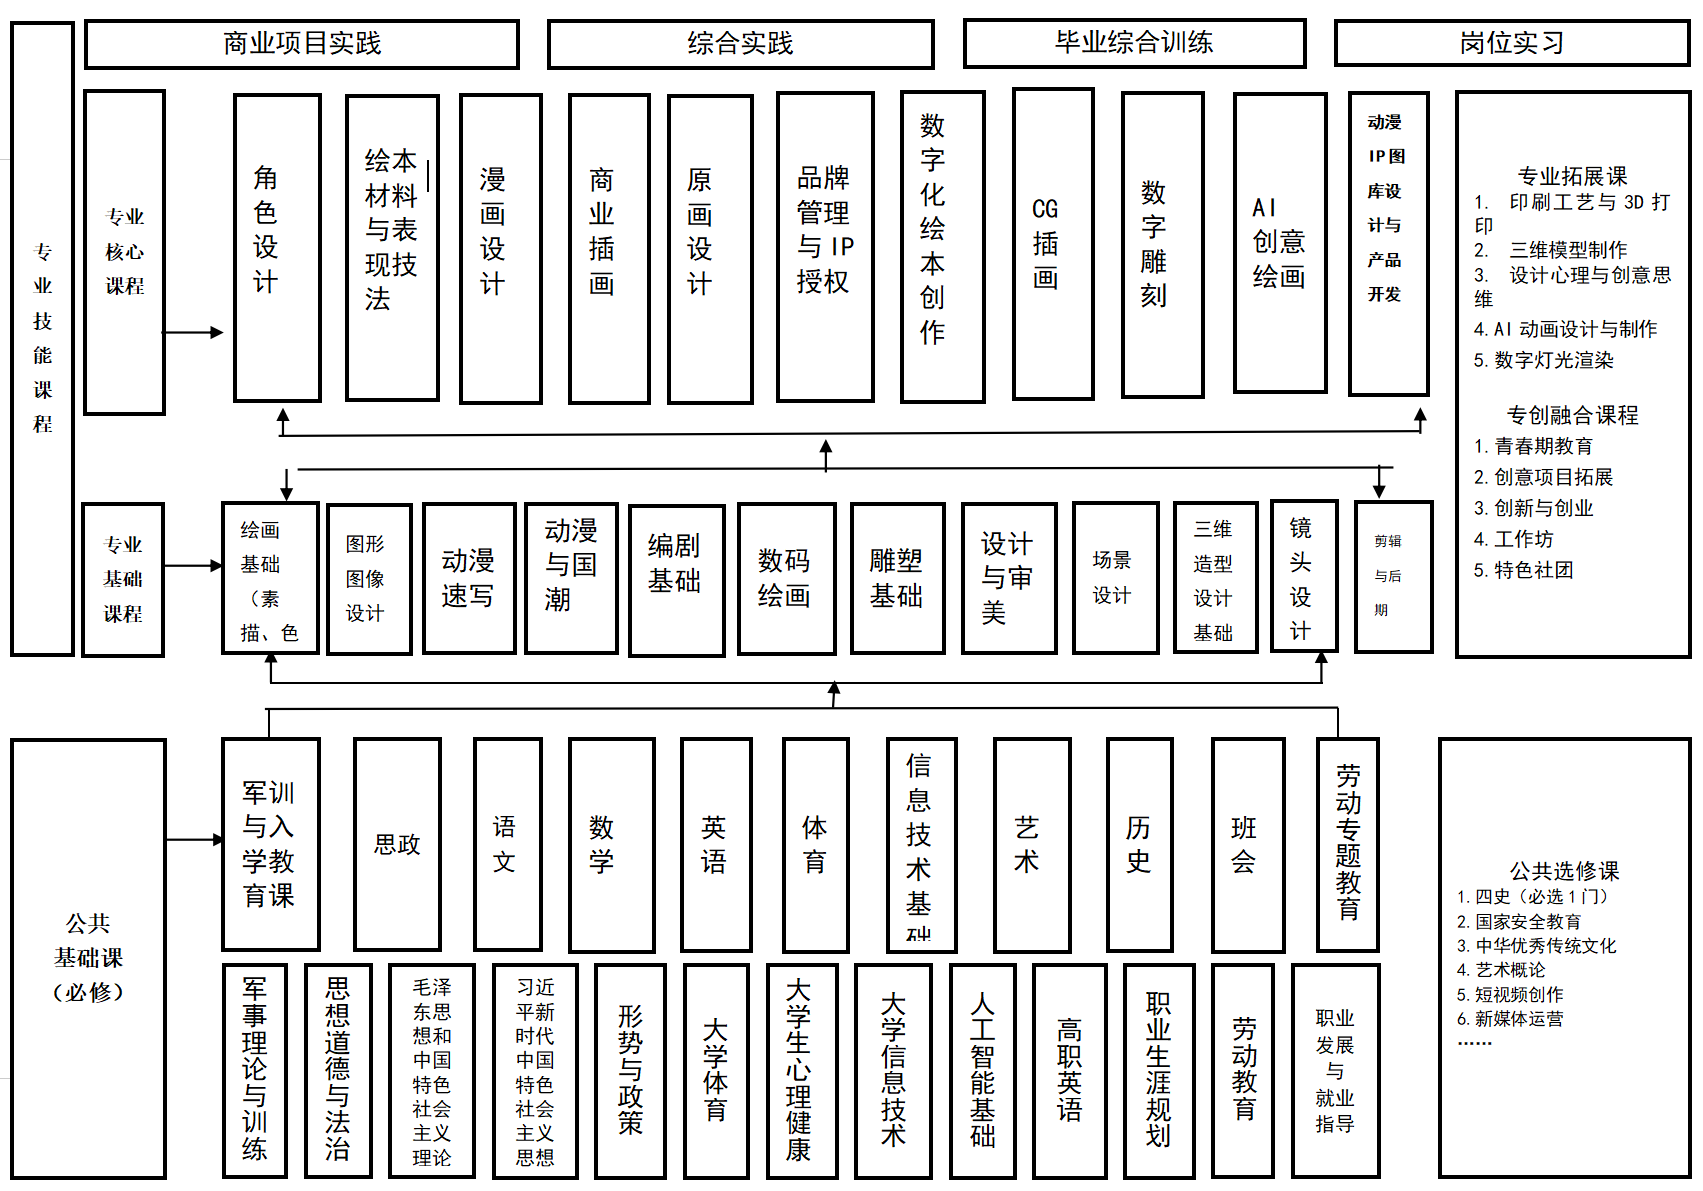 商业项目实践
综合实践
毕业综合训练
岗位实习
专
业
技
能
课
程
专业
核心
课程
角
色
设
计
绘本
材料
与表
现技
法
漫
画
设
计
商
业
插
画
原
画
设
计
品牌
管理
与 IP
授权
数
字
化
绘
本
创
作
CG
插
画
数
字
雕
刻
AI
创意
绘画
动漫
IP 图
库设
计与
产品
开发
专业拓展课
1. 印刷工艺与 3D 打
印
2. 三维模型制作
3. 设计心理与创意思
维
4. AI 动画设计与制作
5. 数字灯光渲染
专创融合课程
1. 青春期教育
2. 创意项目拓展
3. 创新与创业
4. 工作坊
5. 特色社团
专业
基础
课程
绘画
基础
（素
描、色
图形
图像
设计
动漫
速写
动漫
与国
潮
编剧
基础
数码
绘画
雕塑
基础
设计
与审
美
场景
设计
三维
造型
设计
基础
镜
头
设
计
剪辑
与后
期
公共
基础课
（必修）
军训
与入
学教
育课
思政
语
文
数
学
英
语
体
育
信
息
技
术
基
础
艺
术
历
史
班
会
劳
动
专
题
教
育
军
事
理
论
与
训
练
思
想
道
德
与
法
治
毛泽
东思
想和
中国
特色
社会
主义
理论
习近
平新
时代
中国
特色
社会
主义
思想
形
势
与
政
策
大
学
体
育
大
学
生
心
理
健
康
大
学
信
息
技
术
人
工
智
能
基
础
高
职
英
语
职
业
生
涯
规
划
劳
动
教
育
职业
发展
与
就业
指导
公共选修课
1. 四史（必选 1 门）
2. 国家安全教育
3. 中华优秀传统文化
4. 艺术概论
5. 短视频创作
6. 新媒体运营
……